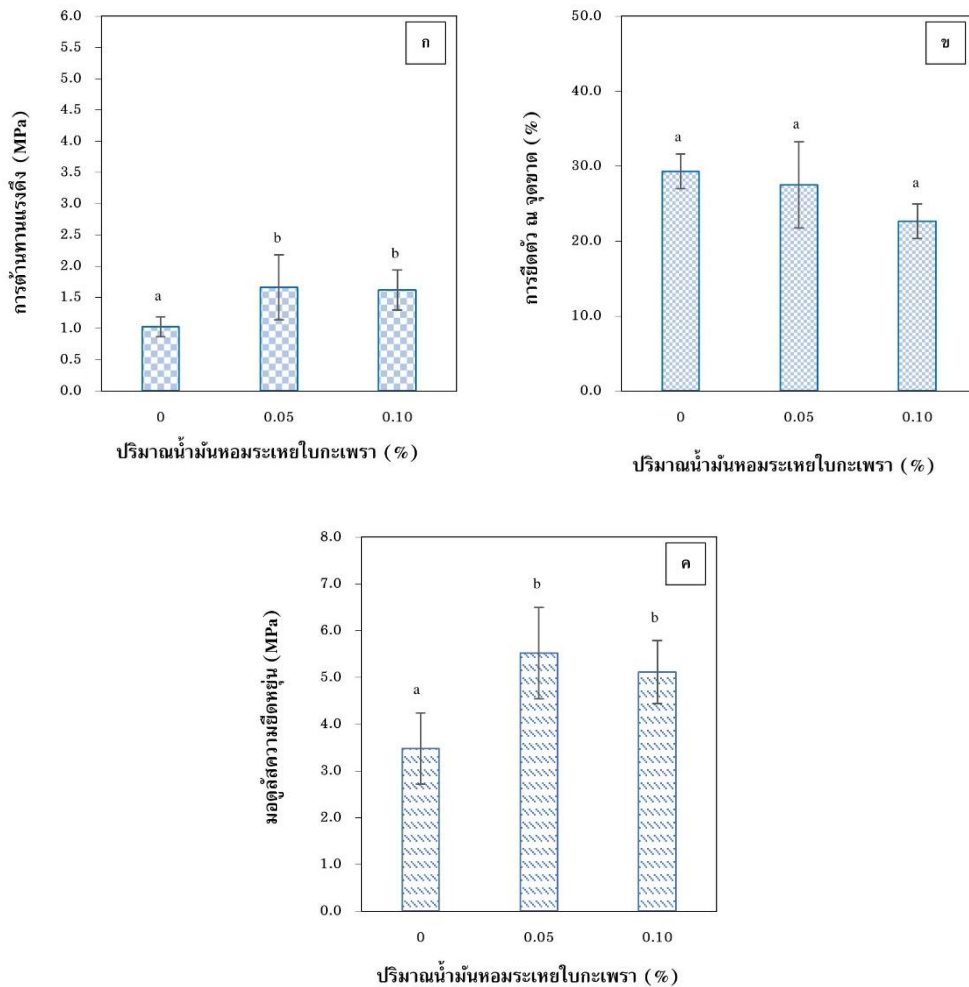 6.0
5.5
5.0
4.5
4.0
3.5
3.0
2.5
2.0
1.5
1.0
0.5
0.0
การต้านทานแรงดึง (MPa)
ก
a
b
b
0 0.05 0.10
ปริมาณน้ำมันหอมระเหยใบกะเพรา (%)
50.0
40.0
30.0
20.0
10.0
0.0
การยืดตัว ณ จุดขาด (%)
ข
a
a
a
0 0.05 0.10
ปริมาณน้ำมันหอมระเหยใบกะเพรา (%)
8.0
7.0
6.0
5.0
4.0
3.0
2.0
1.0
0.0
มอดูลัสความยืดหยุ่น (MPa)
ค
a
b
b
0 0.05 0.10
ปริมาณน้ำมันหอมระเหยใบกะเพรา (%)